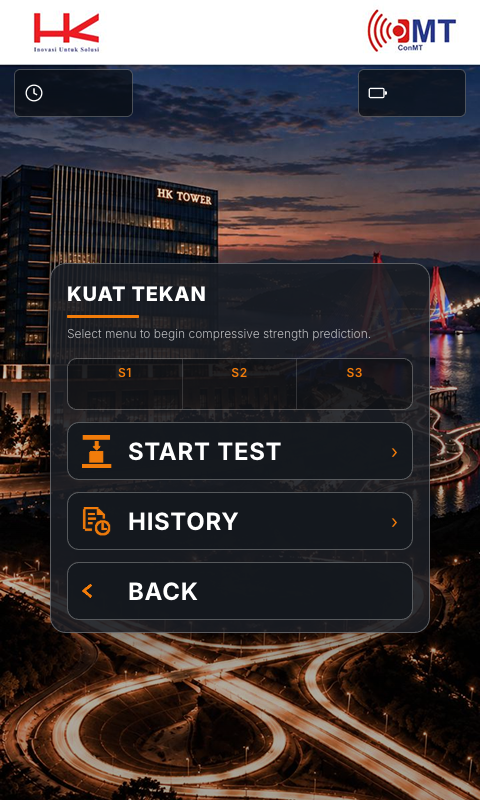 HK
Inovasi Untuk Solusi
MT
ConMT
HK TOWER
KUAT TEKAN
Select menu to begin compressive strength prediction.
S1 S2 S3
START TEST
HISTORY
BACK